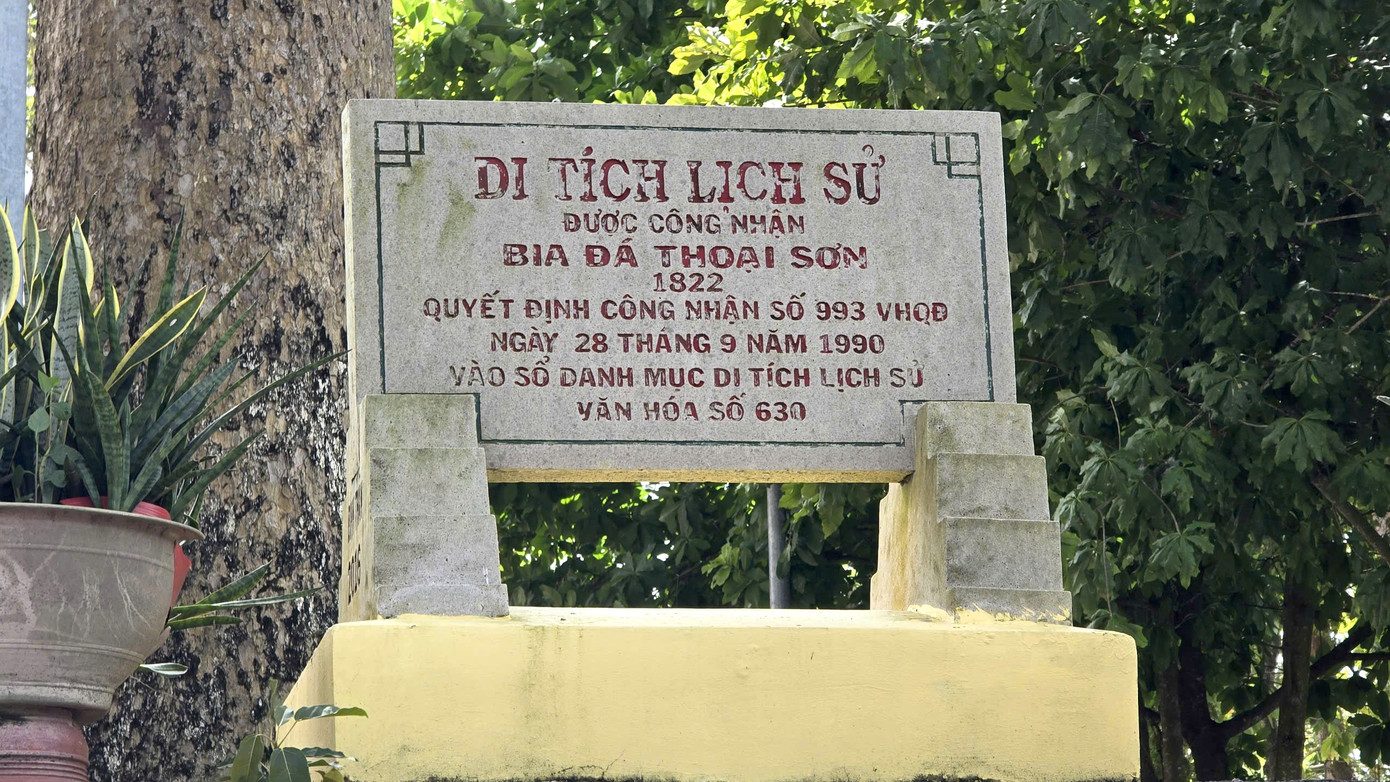 DI TÍCH LỊCH SỬ
ĐƯỢC CÔNG NHẬN
BIA ĐÁ THOẠI SƠN
1822
QUYẾT ĐỊNH CÔNG NHẬN SỐ 993 VHQĐ
NGÀY 28 THÁNG 9 NĂM 1990
VÀO SỔ DANH MỤC DI TÍCH LỊCH SỬ
VĂN HÓA SỐ 630